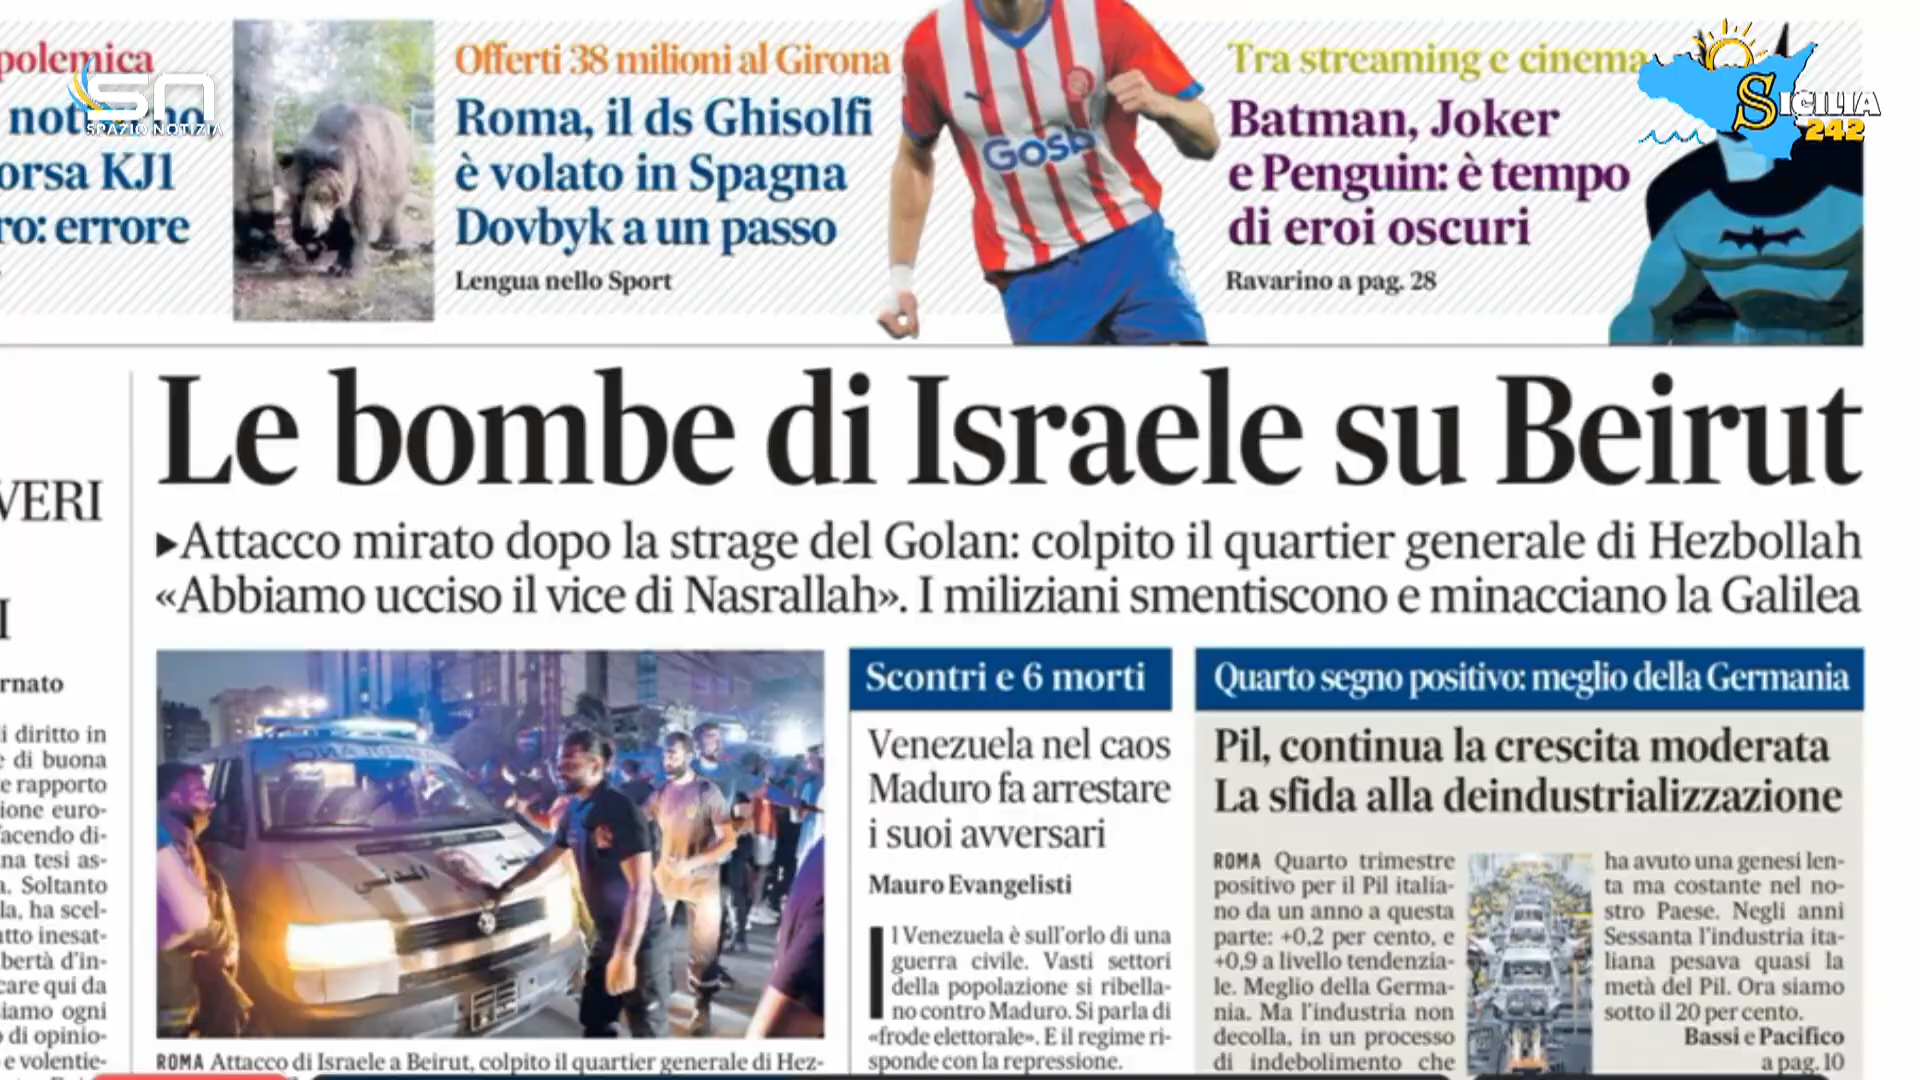 polemica
orsa KJ1
ro: errore
SN
SPAZIO NOTIZIA
Offerti 38 milioni al Girona
Roma, il ds Ghisolfi
è volato in Spagna
Dovbyk a un passo
Lengua nello Sport
Gosb
Tra streaming e cinema
Batman, Joker
e Penguin: è tempo
di eroi oscuri
Ravarino a pag. 28
SICILIA
242
Le bombe di Israele su Beirut
▶Attacco mirato dopo la strage del Golan: colpito il quartier generale di Hezbollah
«Abbiamo ucciso il vice di Nasrallah». I miliziani smentiscono e minacciano la Galilea
VERI
I
rnato
i diritto in
e di buona
e rapporto
ione euro-
facendo di-
na tesi as-
a. Soltanto
la, ha scel-
atto inesat-
bertà d'in-
care qui da
siamo ogni
o di opinio-
e volentie-
ROMA Attacco di Israele a Beirut, colpito il quartier generale di Hez-
Scontri e 6 morti
Venezuela nel caos
Maduro fa arrestare
i suoi avversari
Mauro Evangelisti
Il Venezuela è sull'orlo di una
guerra civile. Vasti settori
della popolazione si ribella-
no contro Maduro. Si parla di
«frode elettorale». E il regime ri-
sponde con la repressione.
Quarto segno positivo: meglio della Germania
Pil, continua la crescita moderata
La sfida alla deindustrializzazione
ROMA Quarto trimestre
positivo per il Pil italia-
no da un anno a questa
parte: +0,2 per cento, e
+0,9 a livello tendenzia-
le. Meglio della Germa-
nia. Ma l'industria non
decolla, in un processo
di indebolimento che
ha avuto una genesi len-
ta ma costante nel no-
stro Paese. Negli anni
Sessanta l'industria ita-
liana pesava quasi la
metà del Pil. Ora siamo
sotto il 20 per cento.
Bassi e Pacifico
a pag. 10